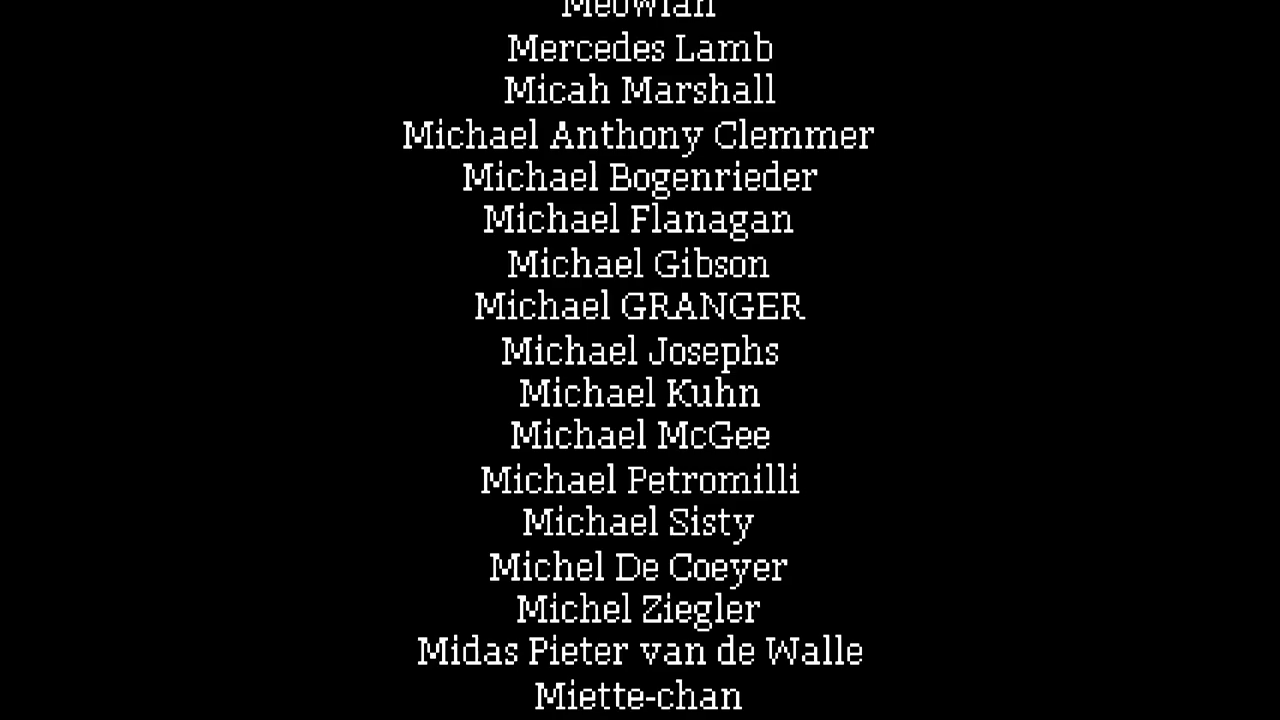 Mercedes Lamb
Micah Marshall
Michael Anthony Clemmer
Michael Bogenrieder
Michael Flanagan
Michael Gibson
Michael GRANGER
Michael Josephs
Michael Kuhn
Michael McGee
Michael Petromilli
Michael Sisty
Michel De Coeyer
Michel Ziegler
Midas Pieter van de Walle
Miette-chan